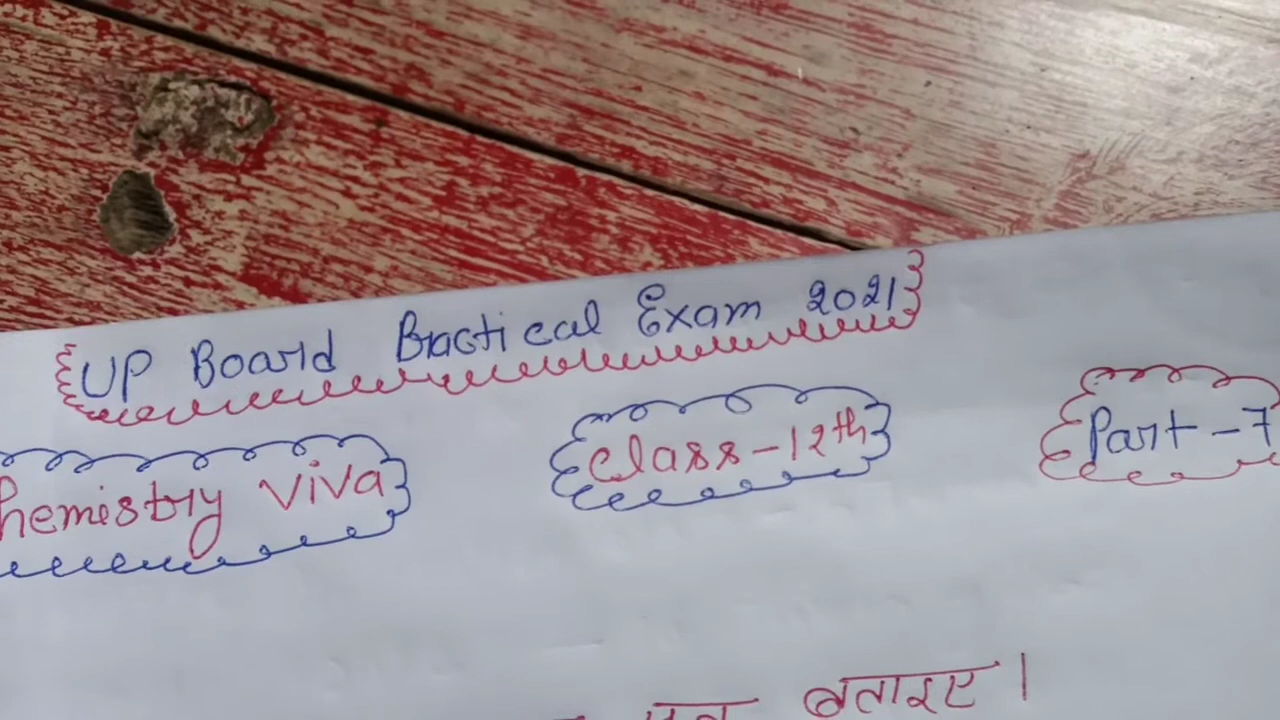 UP Board Practical Exam 2021
hemistry viva Class-12th Part-7
बताइए।